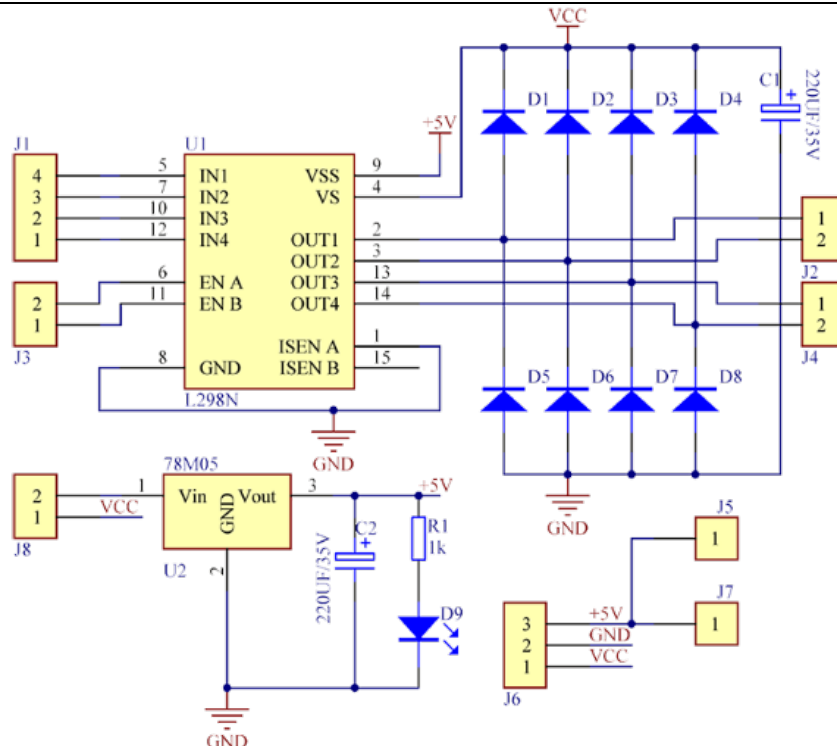 VCC
D1 D2 D3 D4 C1
220UF/35V
+5V
J1 U1
4 5 IN1 VSS 9
3 7 IN2 VS 4
2 10 IN3
1 12 IN4 OUT1 2 1
OUT2 3 2
6 EN A OUT3 13 J2
2 11 EN B OUT4 14 1
1 2
J3 ISEN A 1 J4
8 GND ISEN B 15
D5 D6 D7 D8
L298N
GND
78M05
2 1 Vin GND Vout 3 +5V
1 VCC
J8 U2 2
220UF/35V C2 R1
1k
D9
GND
GND
J5
1
J7
3 +5V 1
2 GND
1 VCC
J6